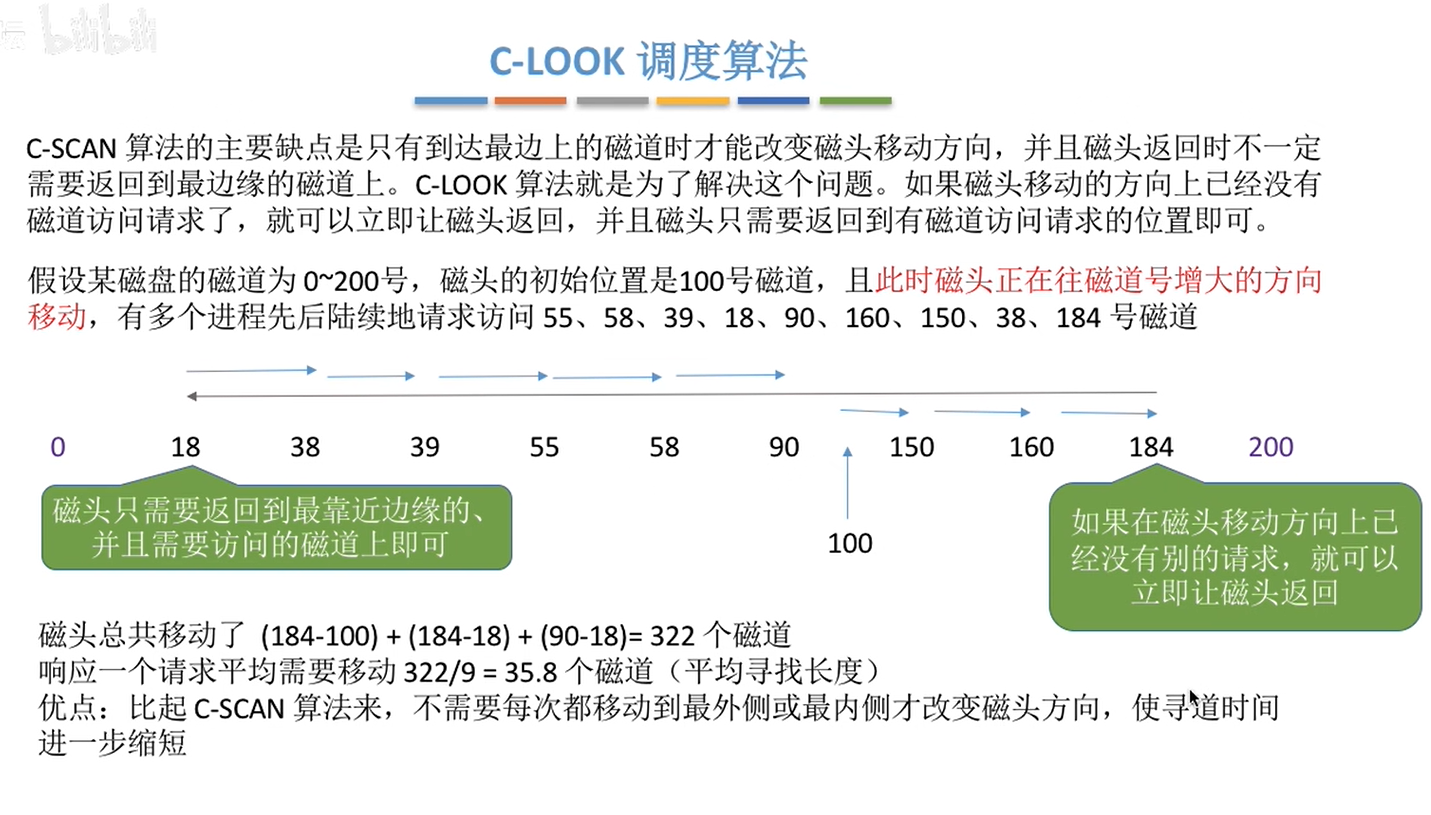 坛 bilibili
C-LOOK 调度算法
C-SCAN 算法的主要缺点是只有到达最边上的磁道时才能改变磁头移动方向，并且磁头返回时不一定
需要返回到最边缘的磁道上。C-LOOK 算法就是为了解决这个问题。如果磁头移动的方向上已经没有
磁道访问请求了，就可以立即让磁头返回，并且磁头只需要返回到有磁道访问请求的位置即可。
假设某磁盘的磁道为 0~200号，磁头的初始位置是100号磁道，且此时磁头正在往磁道号增大的方向
移动，有多个进程先后陆续地请求访问 55、58、39、18、90、160、150、38、184 号磁道
0 18 38 39 55 58 90 150 160 184 200
磁头只需要返回到最靠近边缘的、
并且需要访问的磁道上即可
100
如果在磁头移动方向上已
经没有别的请求，就可以
立即让磁头返回
磁头总共移动了 (184-100) + (184-18) + (90-18)= 322 个磁道
响应一个请求平均需要移动 322/9 = 35.8 个磁道（平均寻找长度）
优点：比起 C-SCAN 算法来，不需要每次都移动到最外侧或最内侧才改变磁头方向，使寻道时间
进一步缩短